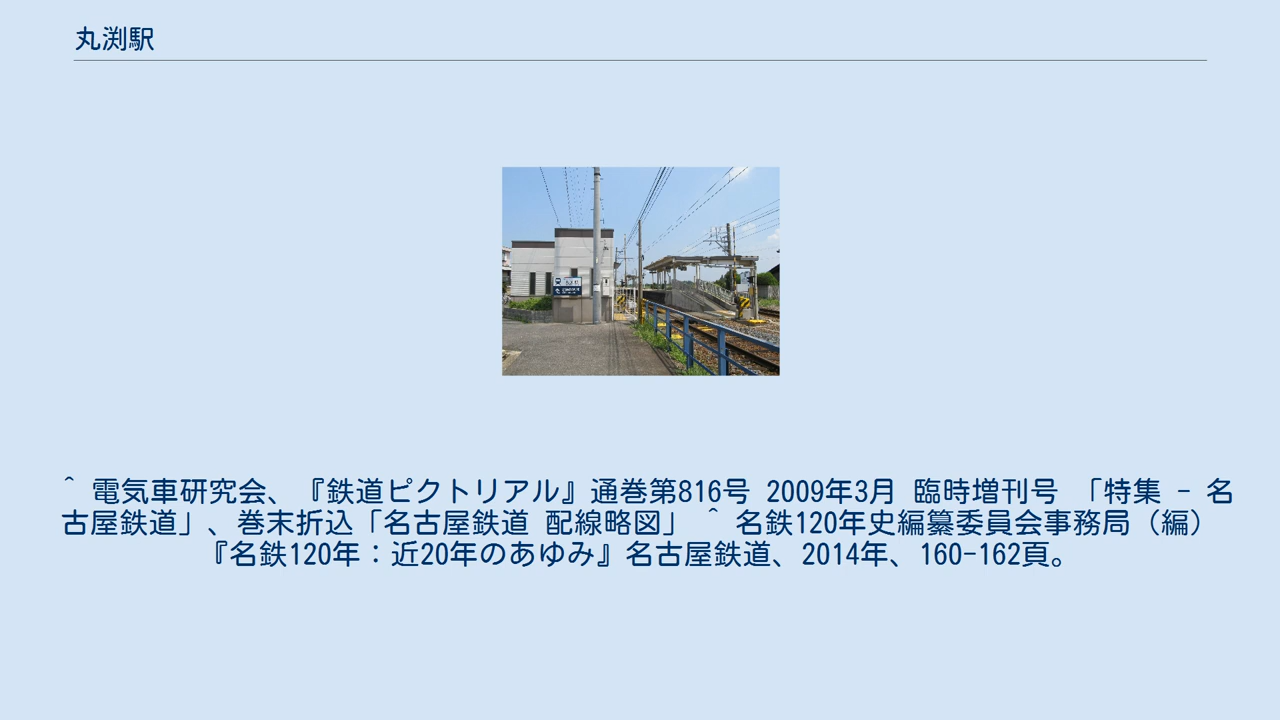 丸渕駅
^ 電気車研究会、『鉄道ピクトリアル』通巻第816号 2009年3月 臨時増刊号 「特集 - 名
古屋鉄道」、巻末折込「名古屋鉄道 配線略図」 ^ 名鉄120年史編纂委員会事務局（編）
『名鉄120年：近20年のあゆみ』名古屋鉄道、2014年、160-162頁。